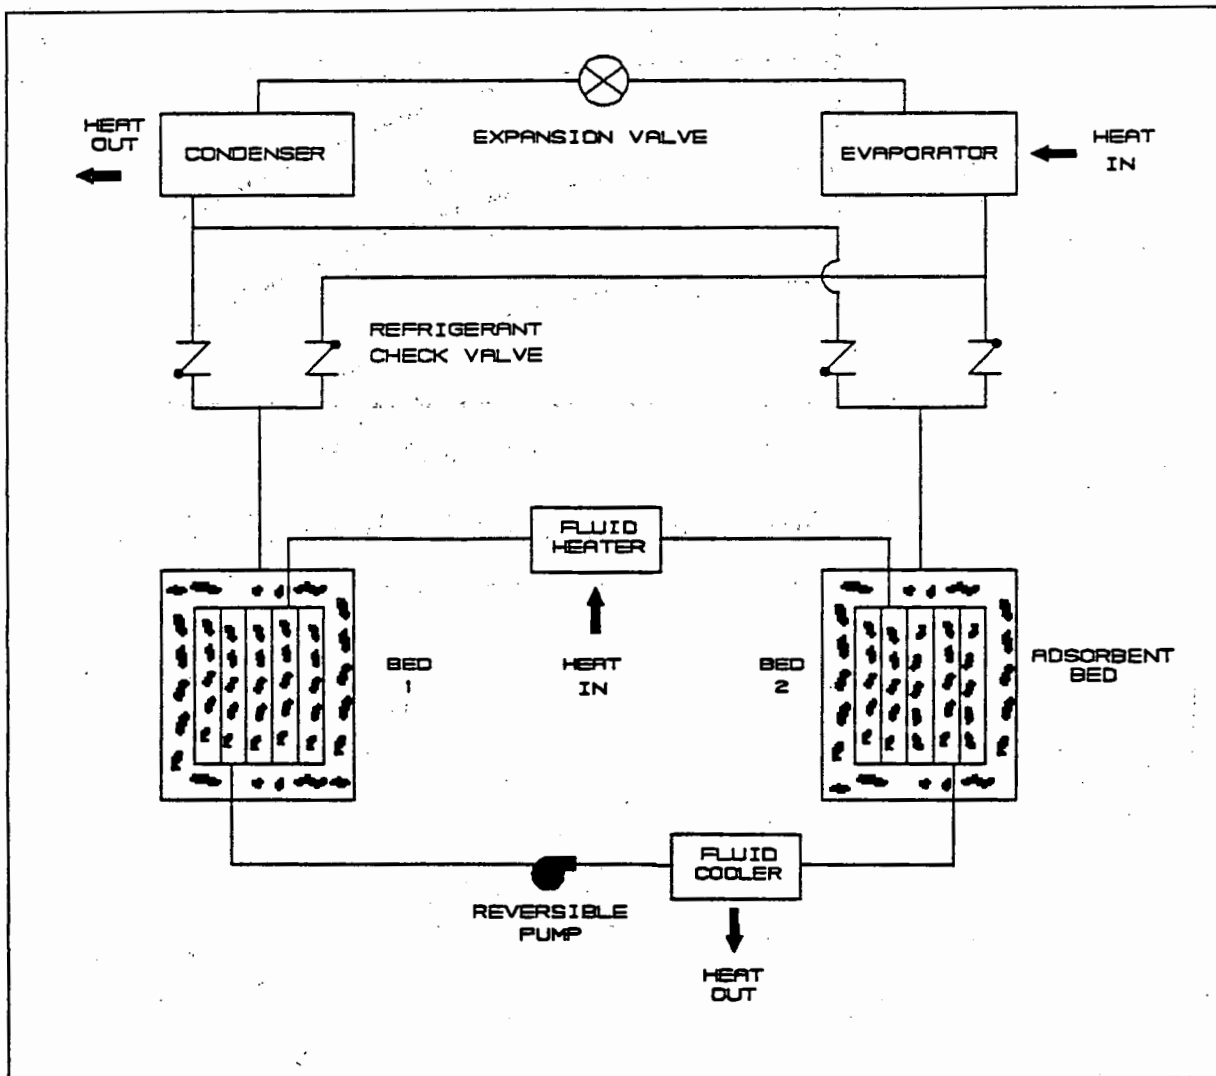 HEAT
OUT
CONDENSER
EXPANSION VALVE
EVAPORATOR
HEAT
IN
REFRIGERANT
CHECK VALVE
FLUID
HEATER
BED
1
HEAT
IN
BED
2
ADSORBENT
BED
FLUID
COOLER
REVERSIBLE
PUMP
HEAT
OUT